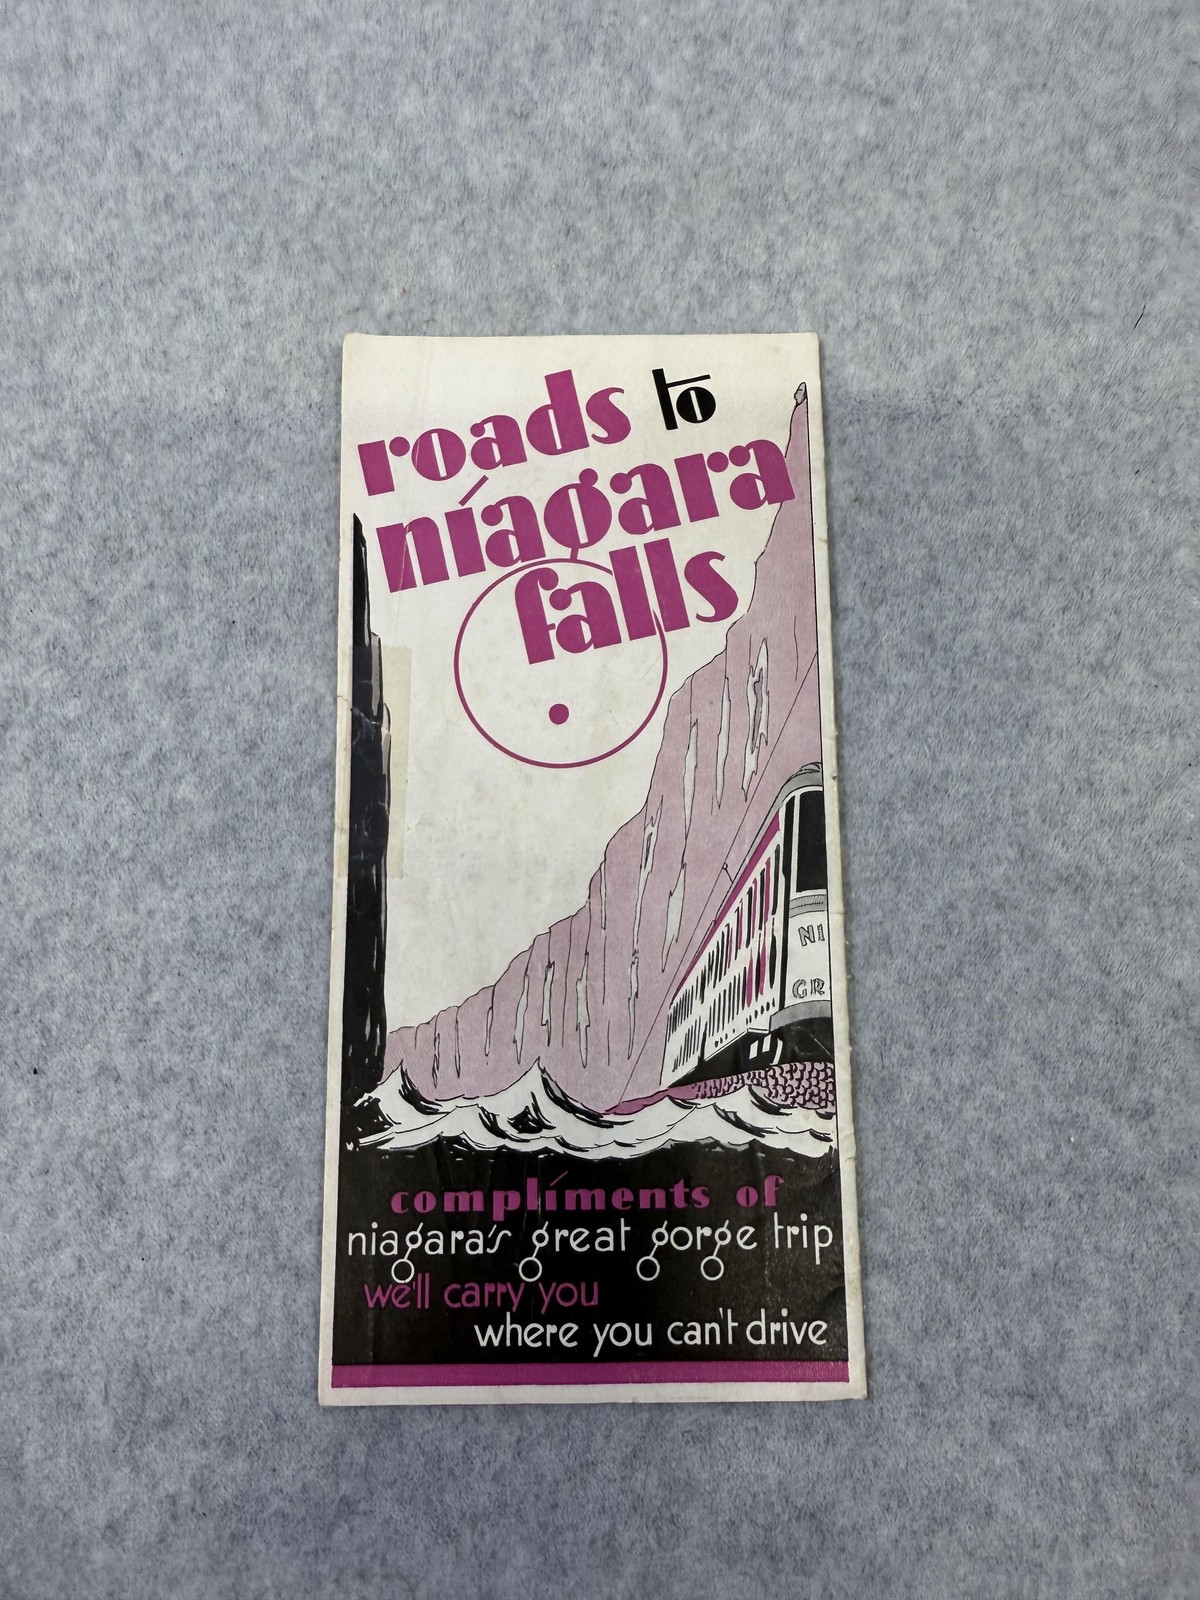 roads to
niagara
falls
NI
GR
compliments of
niagara's great gorge trip
we'll carry you
where you can't drive